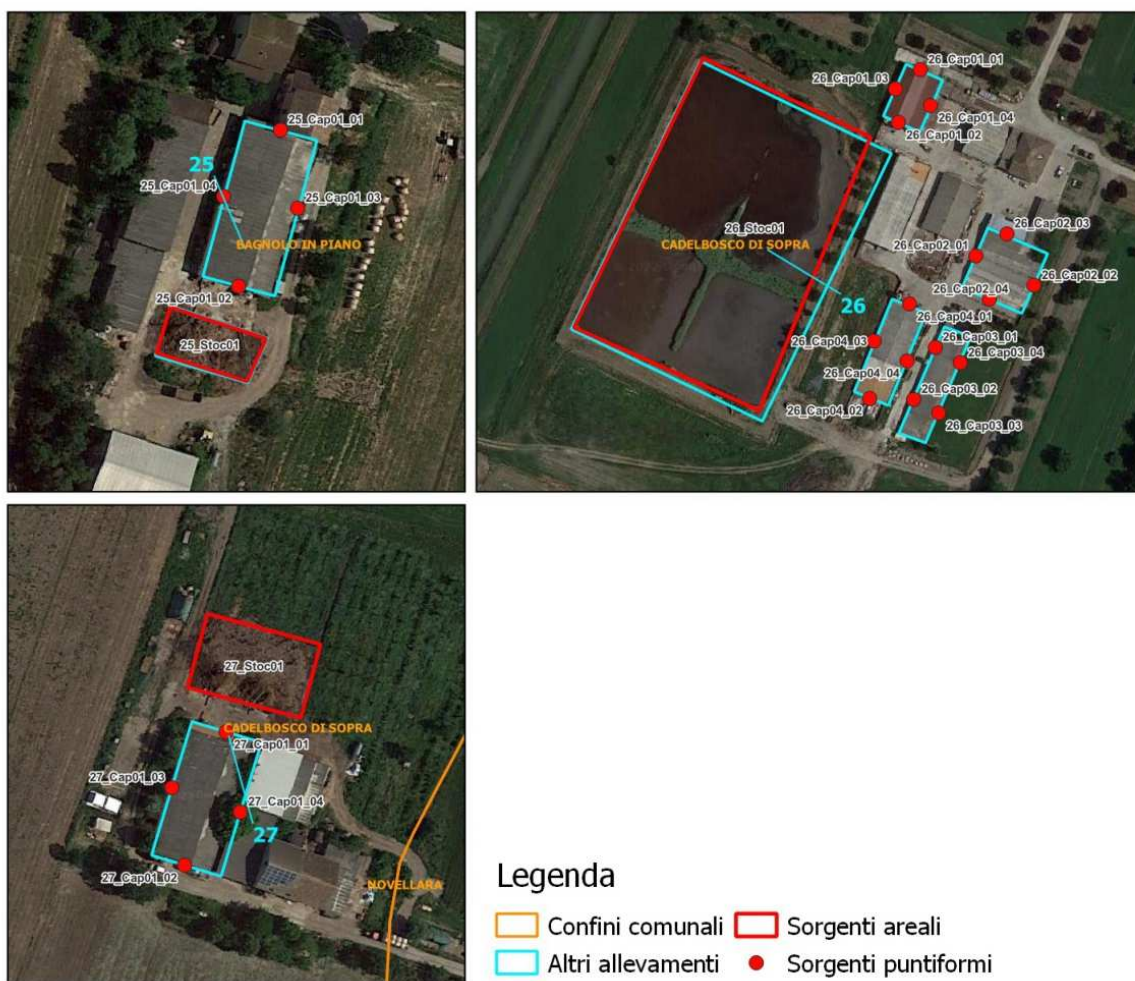 25_Cap01_01
25
25_Cap01_04
25_Cap01_03
BAGNOLO IN PIANO
25_Cap01_02
25_Stoc01
26_Cap01_01
26_Cap01_03
26_Cap01_04
26_Cap01_02
26_Stoc01
CADELBOSCO DI SOPRA
26
26_Cap02_03
26_Cap02_01
26_Cap02_02
26_Cap02_04
26_Cap04_01
26_Cap03_01
26_Cap04_03
26_Cap03_04
26_Cap04_04
26_Cap03_02
26_Cap04_02
26_Cap03_03
27_Stoc01
CADELBOSCO DI SOPRA
27_Cap01_01
27_Cap01_03
27_Cap01_04
27
27_Cap01_02
NOVELLARA
Legenda
Confini comunali
Sorgenti areali
Altri allevamenti
Sorgenti puntiformi